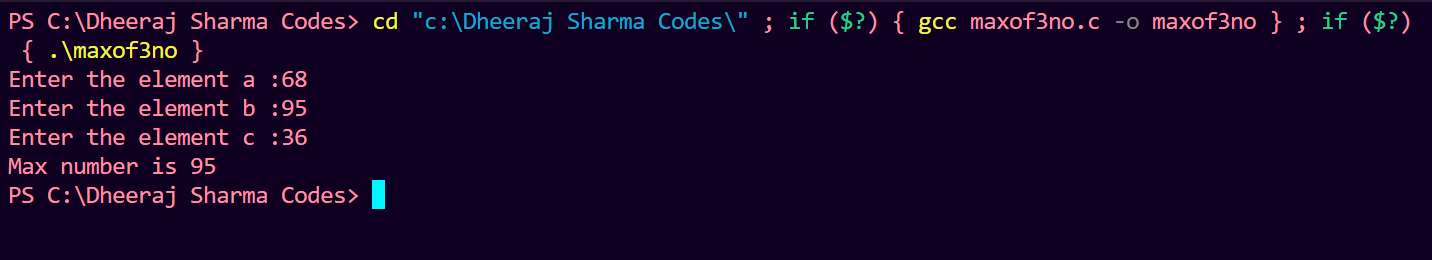 PS C:\Dheeraj Sharma Codes> cd "c:\Dheeraj Sharma Codes\" ; if ($?) { gcc maxof3no.c -o maxof3no } ; if ($?)
 { .\maxof3no }
Enter the element a :68
Enter the element b :95
Enter the element c :36
Max number is 95
PS C:\Dheeraj Sharma Codes>